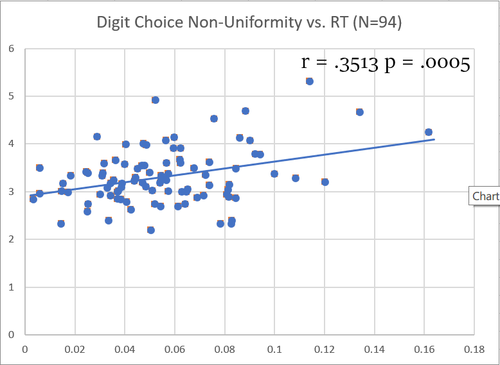 Digit Choice Non-Uniformity vs. RT (N=94)
r = .3513 p = .0005
6
5
4
3
2
1
0
Chart
0 0.02 0.04 0.06 0.08 0.1 0.12 0.14 0.16 0.18